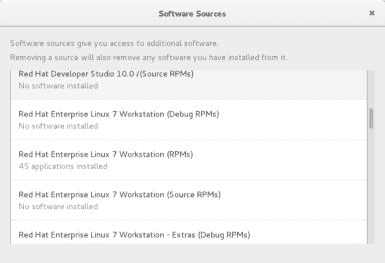 Software Sources
Software sources give you access to additional software.
Removing a source will also remove any software you have installed from it.
Red Hat Developer Studio 10.0 /(Source RPMs)
No software installed
Red Hat Enterprise Linux 7 Workstation (Debug RPMs)
No software installed
Red Hat Enterprise Linux 7 Workstation (RPMs)
45 applications installed
Red Hat Enterprise Linux 7 Workstation (Source RPMs)
No software installed
Red Hat Enterprise Linux 7 Workstation - Extras (Debug RPMs)